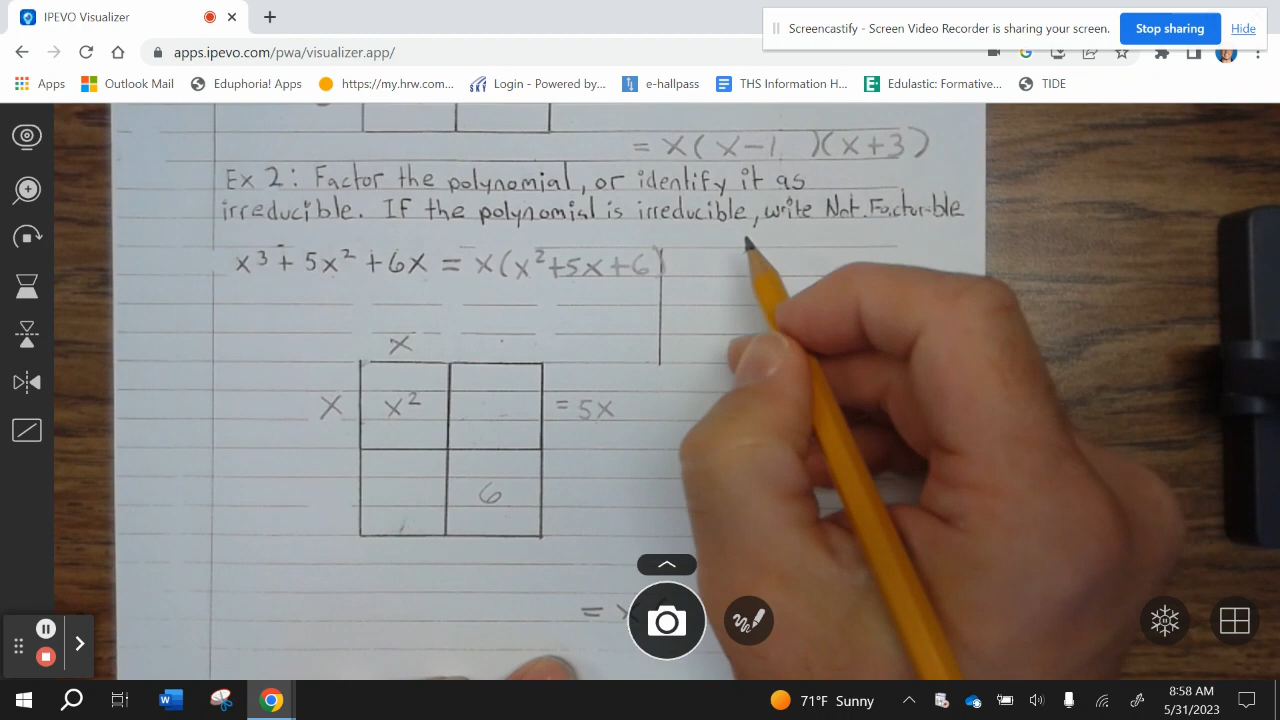 IPEVO Visualizer
Screencastify - Screen Video Recorder is sharing your screen.
Stop sharing
Hide
apps.ipevo.com/pwa/visualizer.app/
Apps
Outlook Mail
Eduphoria! App
https://my.hrw.com...
Login - Powered by...
e-hallpass
THS Information H...
Edulastic: Formative...
TIDE
= x(x-1)(x+3)
Ex 2: Factor the polynomial, or identify it as
irreducible. If the polynomial is irreducible, write Not Factorable
x³ + 5x² + 6x = x(x²+5x+6)
x
x x² = 5x
6
= x
71°F Sunny
8:58 AM
5/31/2023